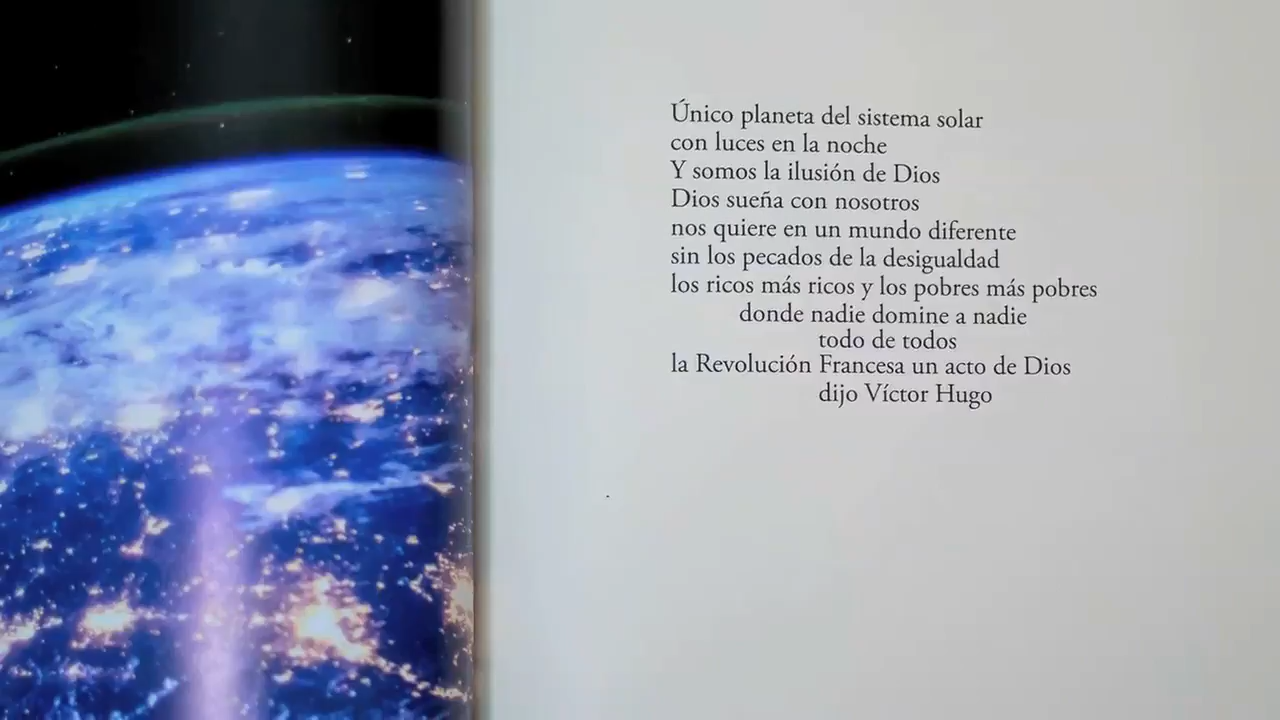 Único planeta del sistema solar
con luces en la noche
Y somos la ilusión de Dios
Dios sueña con nosotros
nos quiere en un mundo diferente
sin los pecados de la desigualdad
los ricos más ricos y los pobres más pobres
donde nadie domine a nadie
todo de todos
la Revolución Francesa un acto de Dios
dijo Víctor Hugo